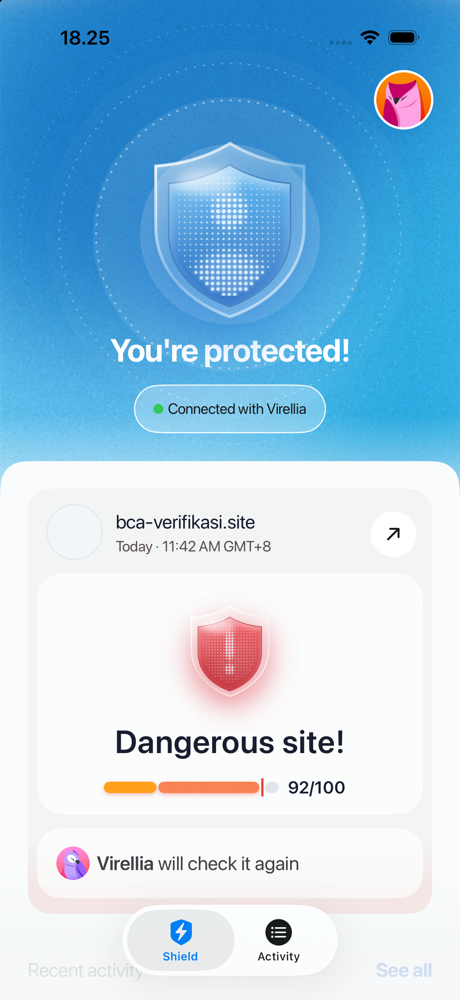 18.25
You're protected!
Connected with Virellia
bca-verifikasi.site
Today · 11:42 AM GMT+8
Dangerous site!
92/100
Virellia will check it again
Shield
Activity
Recent activity
See all